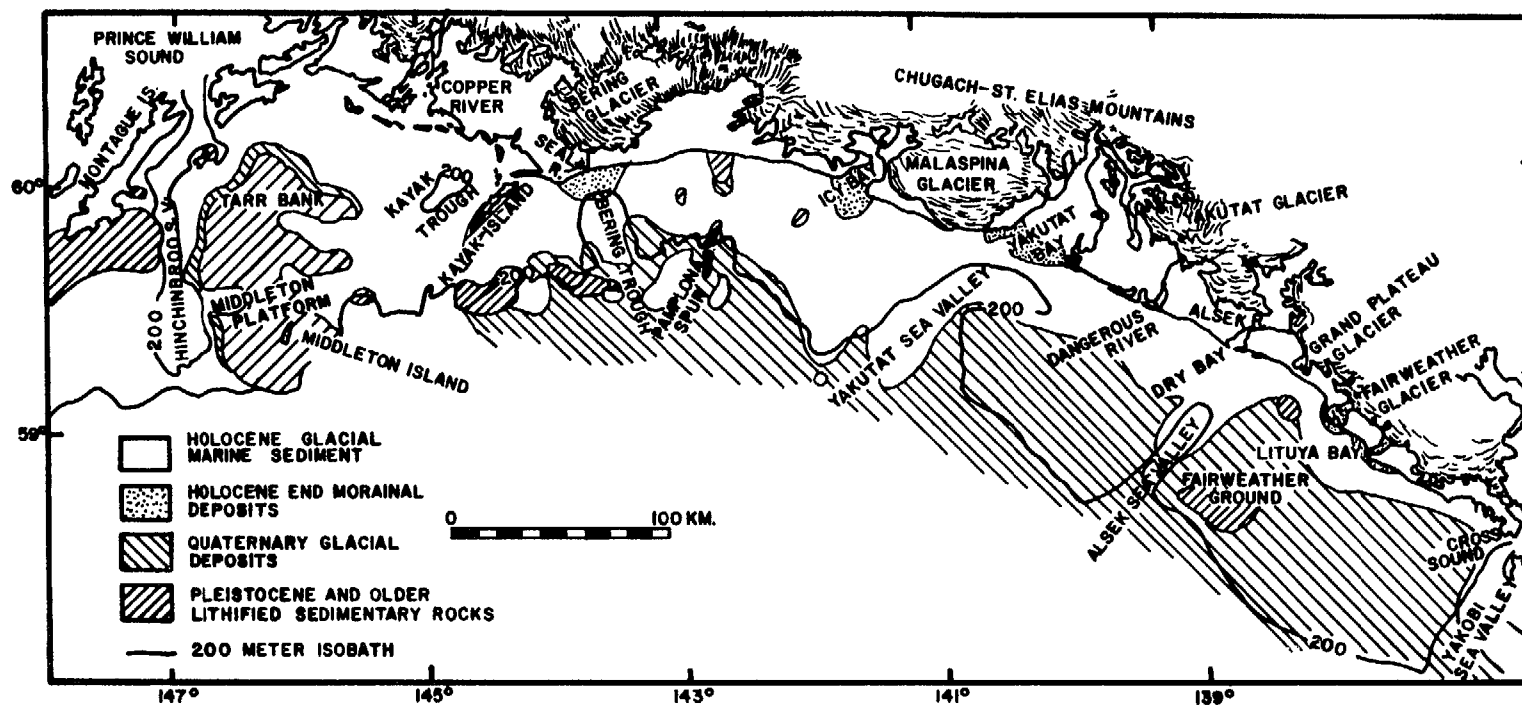 PRINCE WILLIAM
SOUND
MONTAGUE IS.
COPPER
RIVER
BERING
GLACIER
CHUGACH-ST. ELIAS MOUNTAINS
SEAL
R.
KAYAK
TROUGH
200
KAYAK ISLAND
TARR BANK
HINCHINBROOK S.V.
200
MIDDLETON
PLATFORM
MIDDLETON ISLAND
BERING TROUGH
PAMPLONA
SPUR
ICY BAY
MALASPINA
GLACIER
YAKUTAT
BAY
YAKUTAT GLACIER
YAKUTAT SEA VALLEY
200
DANGEROUS
RIVER
ALSEK R.
DRY BAY
GRAND PLATEAU
GLACIER
FAIRWEATHER
GLACIER
LITUYA BAY
ALSEK SEA VALLEY
FAIRWEATHER
GROUND
CROSS
SOUND
YAKOBI
SEA VALLEY
200
60°
59°
HOLOCENE GLACIAL
MARINE SEDIMENT
HOLOCENE END MORAINAL
DEPOSITS
QUATERNARY GLACIAL
DEPOSITS
PLEISTOCENE AND OLDER
LITHIFIED SEDIMENTARY ROCKS
200 METER ISOBATH
0 100 KM.
147° 145° 143° 141° 139°